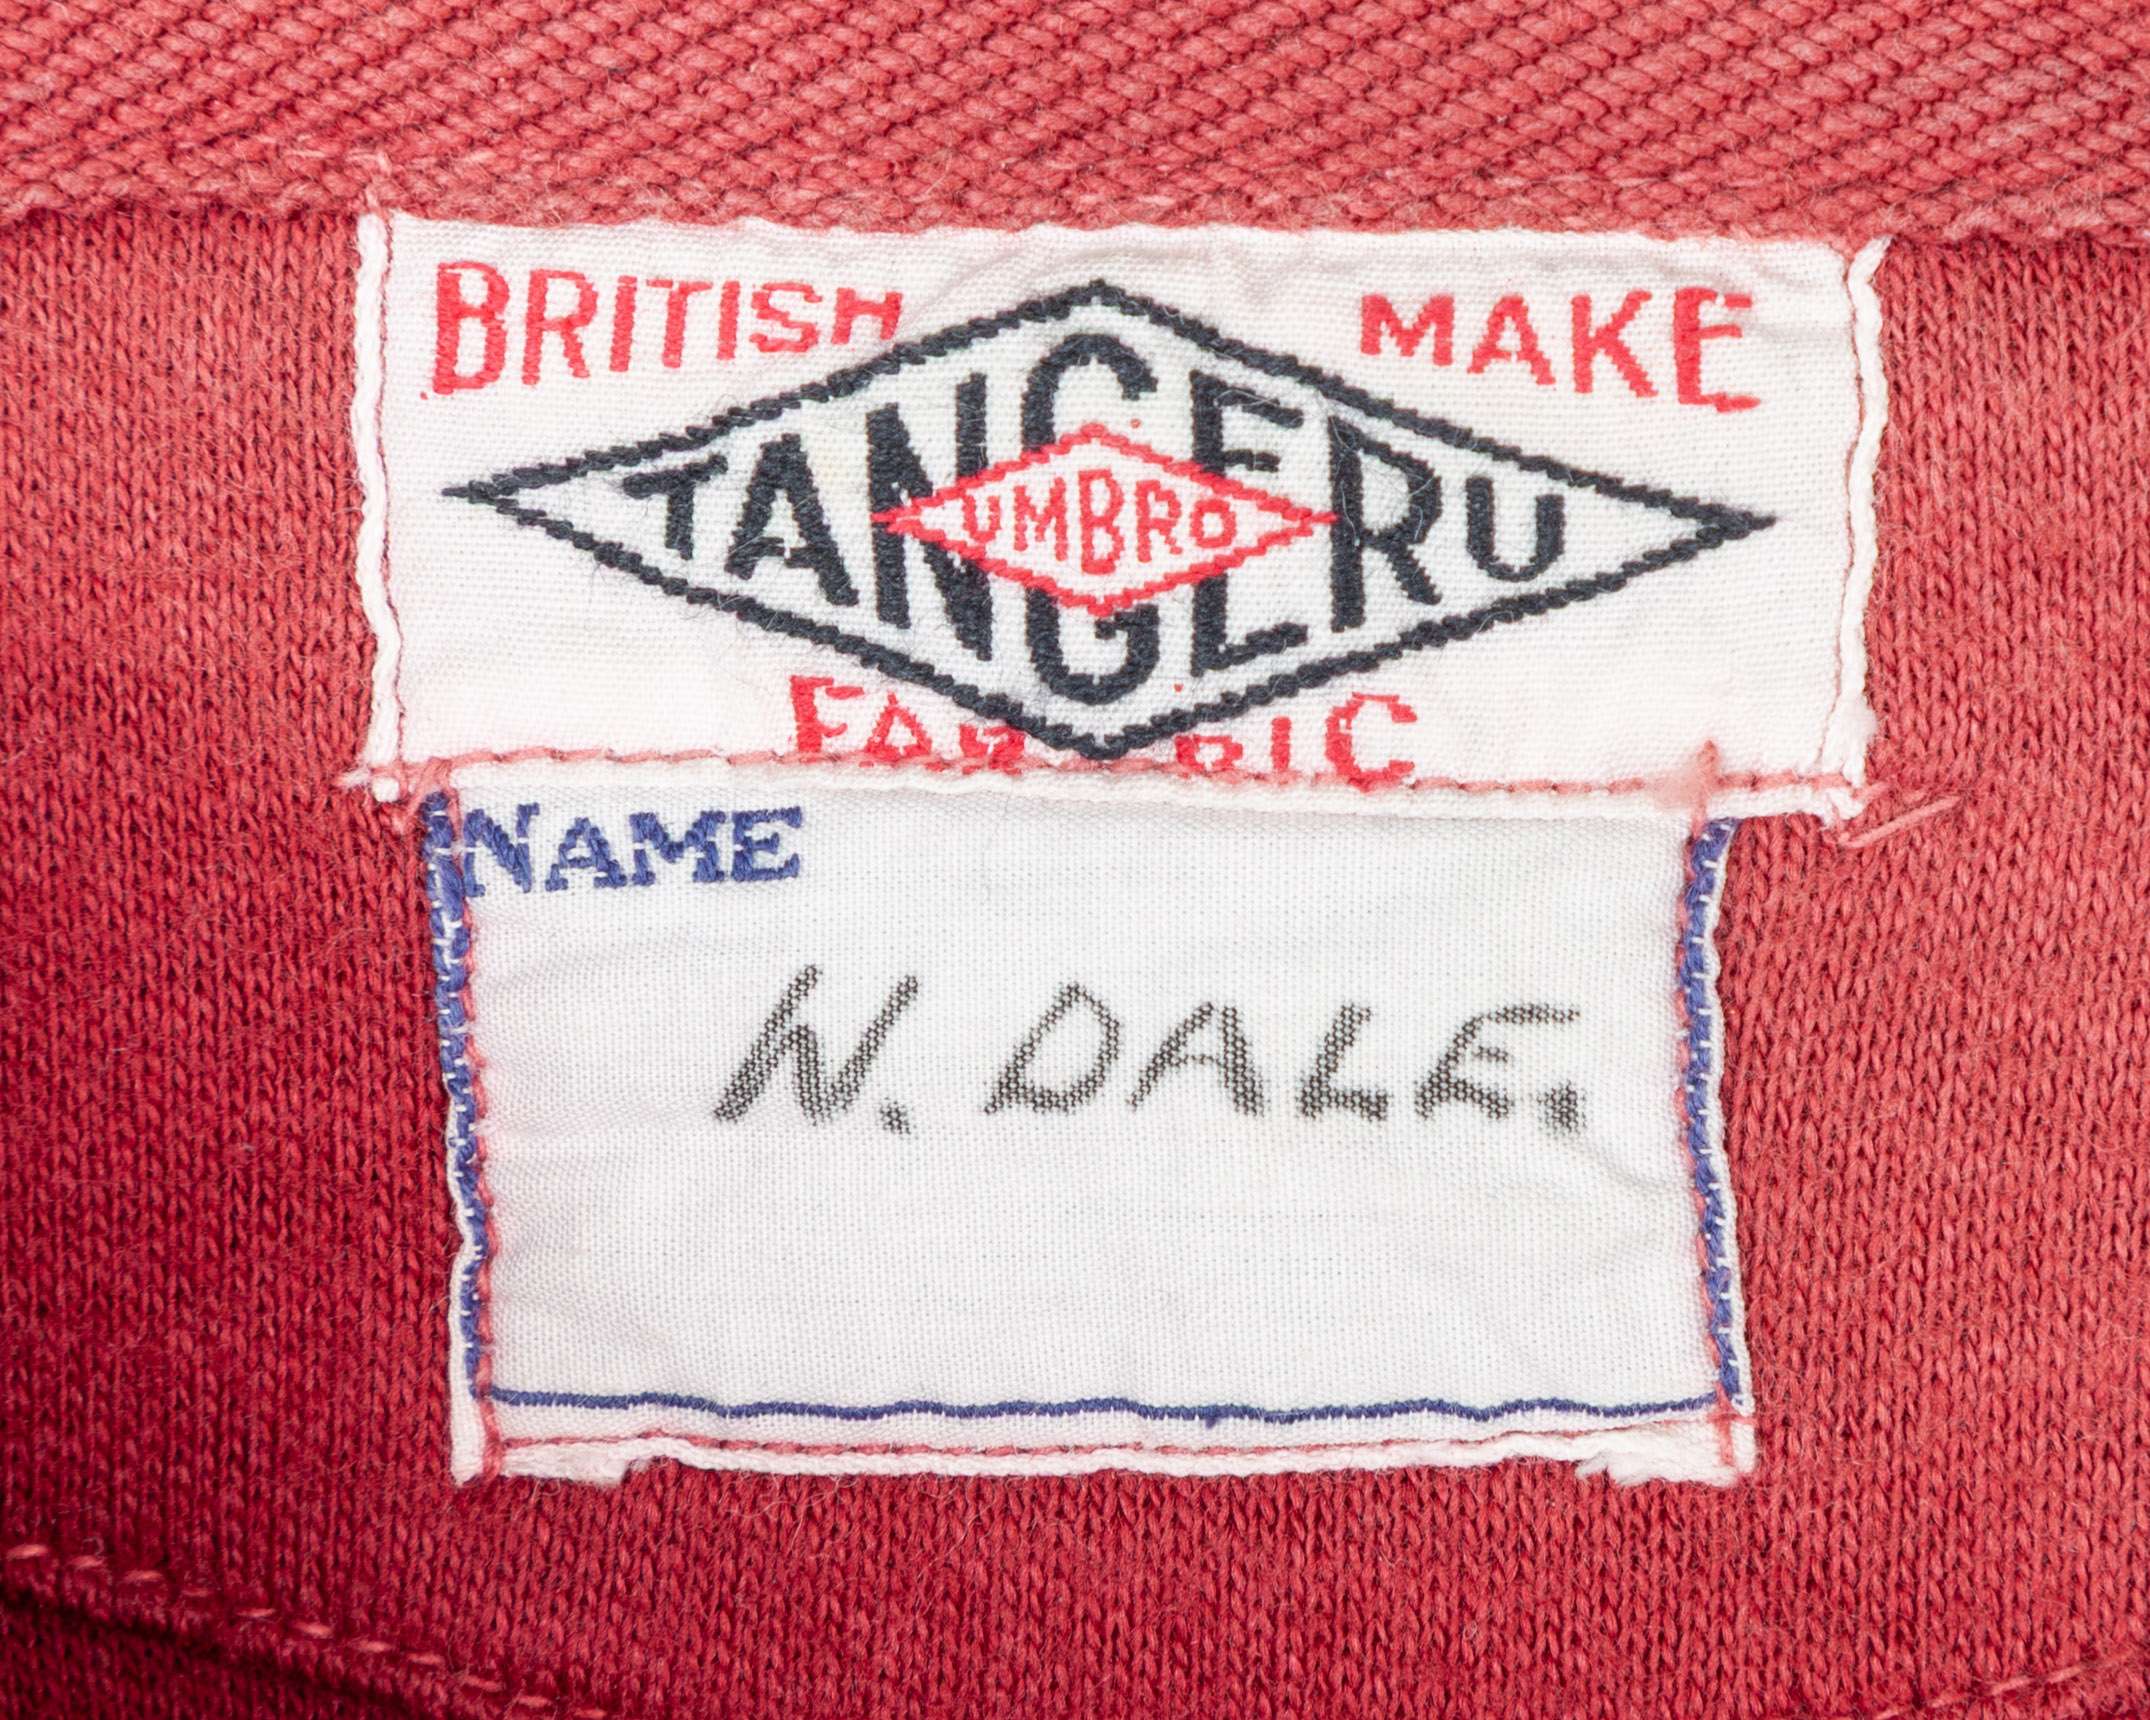 BRITISH MAKE
TANGERU
UMBRO
FABRIC
NAME
N. DALE.